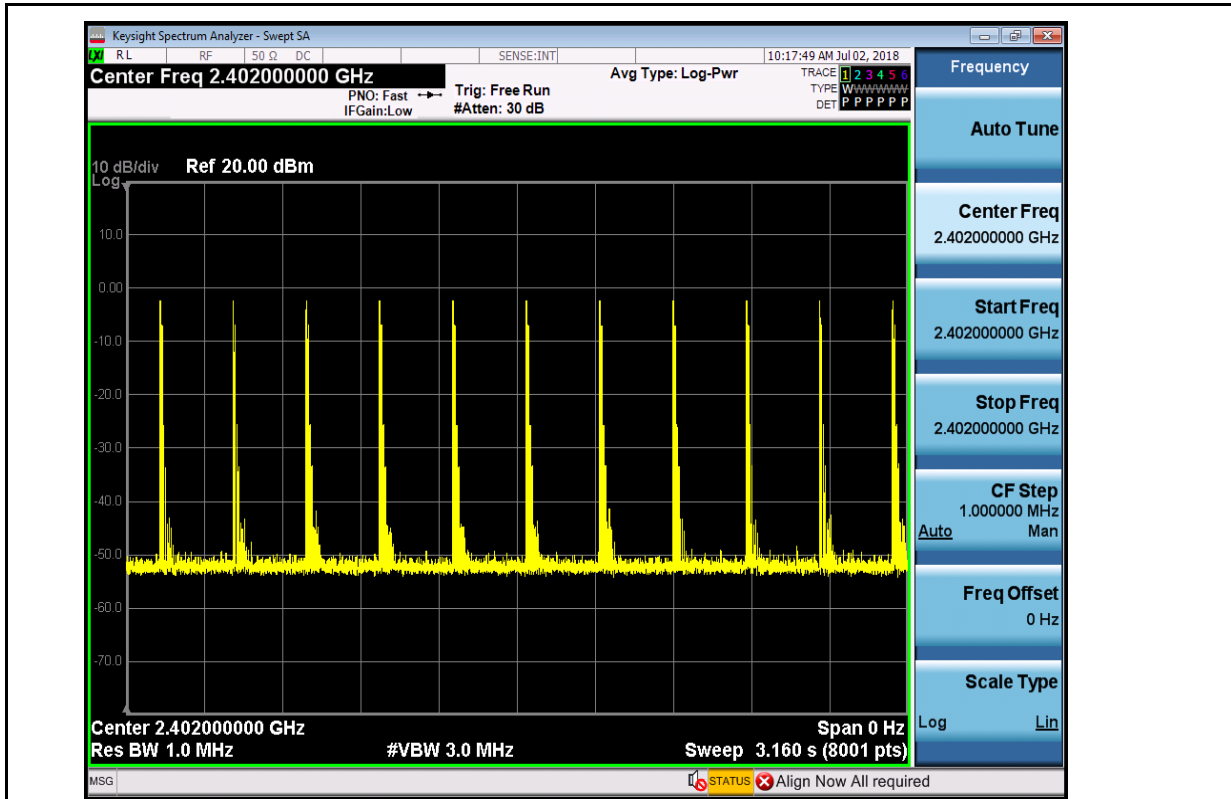 Keysight Spectrum Analyzer - Swept SA
LXI RL RF 50 Ω DC SENSE:INT 10:17:49 AM Jul 02, 2018
Center Freq 2.402000000 GHz
PNO: Fast
IFGain:Low
Trig: Free Run
#Atten: 30 dB
Avg Type: Log-Pwr
TRACE 1 2 3 4 5 6
TYPE WWWWWW
DET P P P P P P
10 dB/div Ref 20.00 dBm
Log
10.0
0.00
-10.0
-20.0
-30.0
-40.0
-50.0
-60.0
-70.0
Center 2.402000000 GHz Span 0 Hz
Res BW 1.0 MHz #VBW 3.0 MHz Sweep 3.160 s (8001 pts)
Frequency
Auto Tune
Center Freq
2.402000000 GHz
Start Freq
2.402000000 GHz
Stop Freq
2.402000000 GHz
CF Step
1.000000 MHz
Auto Man
Freq Offset
0 Hz
Scale Type
Log Lin
MSG STATUS Align Now All required